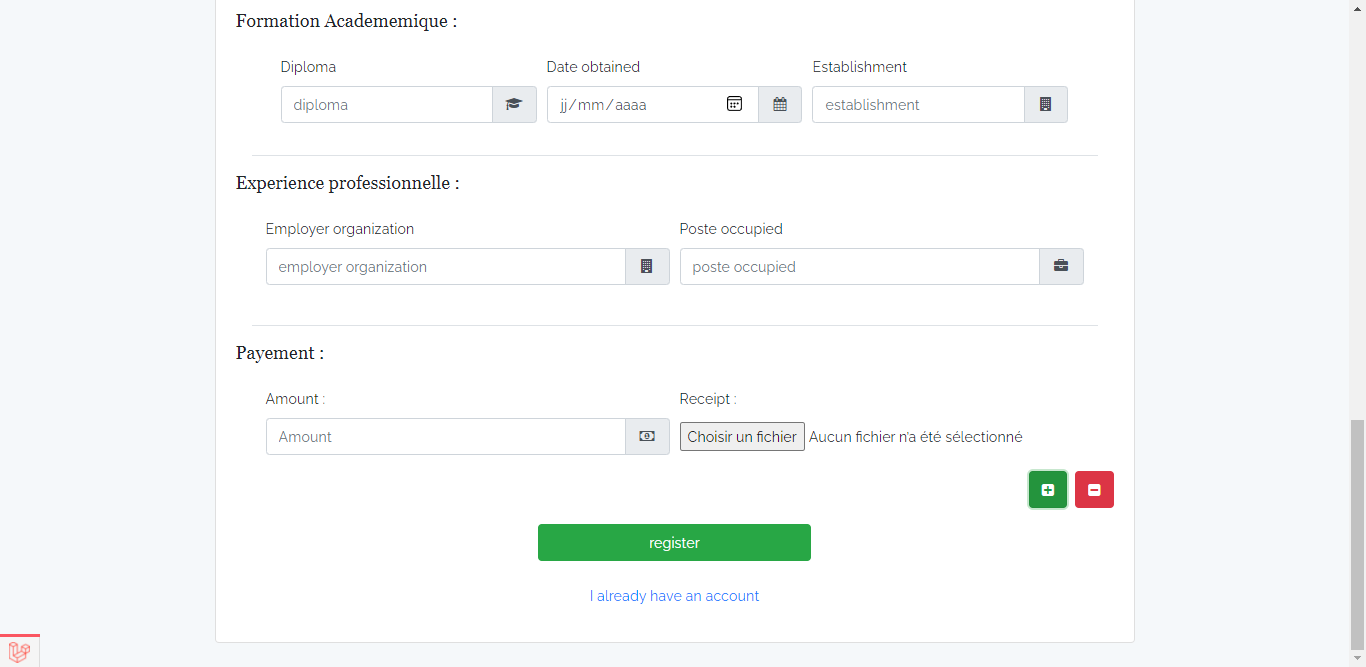 Formation Academemique :
Diploma Date obtained Establishment
diploma jj/mm/aaaa establishment
Experience professionnelle :
Employer organization Poste occupied
employer organization poste occupied
Payement :
Amount : Receipt :
Amount Choisir un fichier Aucun fichier n'a été sélectionné
register
I already have an account